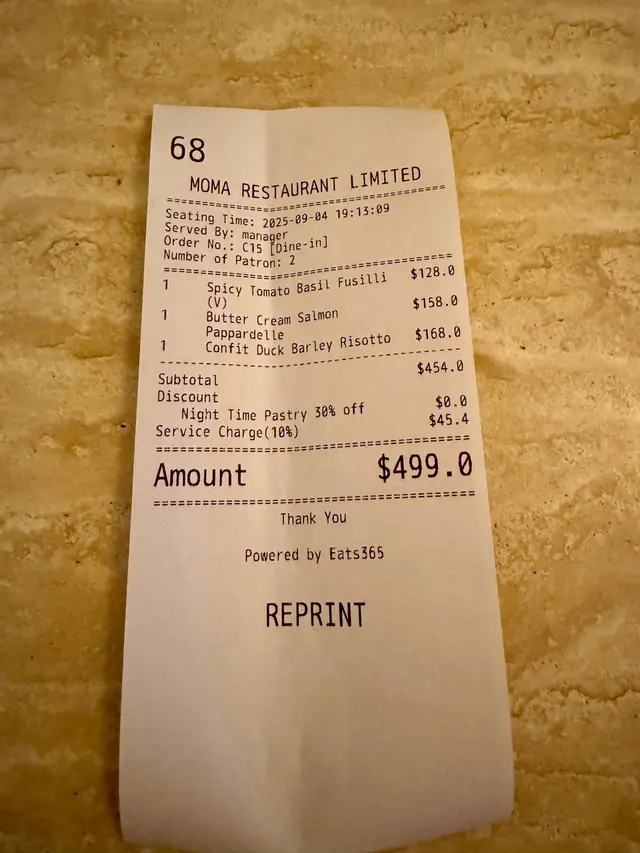 68
MOMA RESTAURANT LIMITED
Seating Time: 2025-09-04 19:13:09
Served By: manager
Order No.: C15 [Dine-in]
Number of Patron: 2
1 Spicy Tomato Basil Fusilli $128.0
(V)
1 Butter Cream Salmon $158.0
Pappardelle
1 Confit Duck Barley Risotto $168.0
Subtotal $454.0
Discount
Night Time Pastry 30% off $0.0
Service Charge(10%) $45.4
Amount $499.0
Thank You
Powered by Eats365
REPRINT